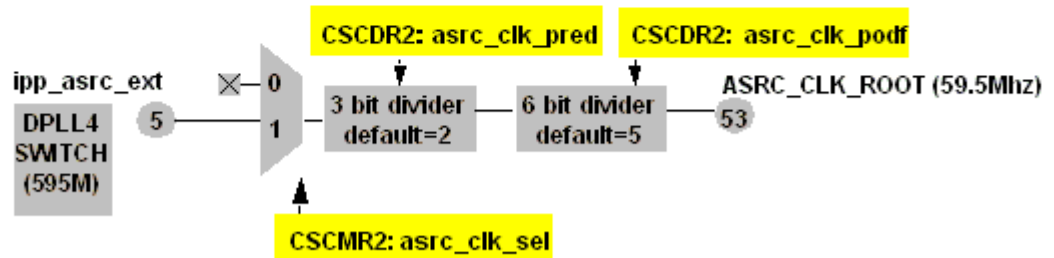 CSCDR2: asrc_clk_pred
CSCDR2: asrc_clk_podf
ipp_asrc_ext
DPLL4
SWITCH
(595M)
5
0
1
3 bit divider
default=2
6 bit divider
default=5
ASRC_CLK_ROOT (59.5Mhz)
53
CSCMR2: asrc_clk_sel